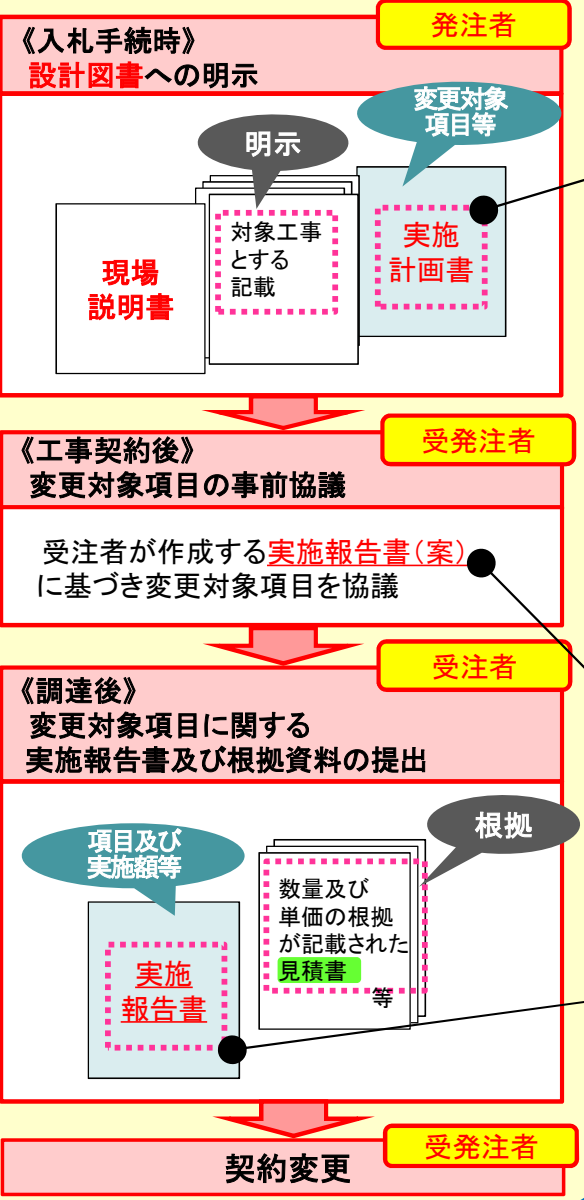 発注者
《入札手続時》
設計図書への明示
変更対象
項目等
明示
対象工事
とする
記載
実施
計画書
現場
説明書
受発注者
《工事契約後》
変更対象項目の事前協議
受注者が作成する実施報告書(案)
に基づき変更対象項目を協議
受注者
《調達後》
変更対象項目に関する
実施報告書及び根拠資料の提出
根拠
項目及び
実施額等
数量及び
単価の根拠
が記載された
見積書
等
実施
報告書
受発注者
契約変更